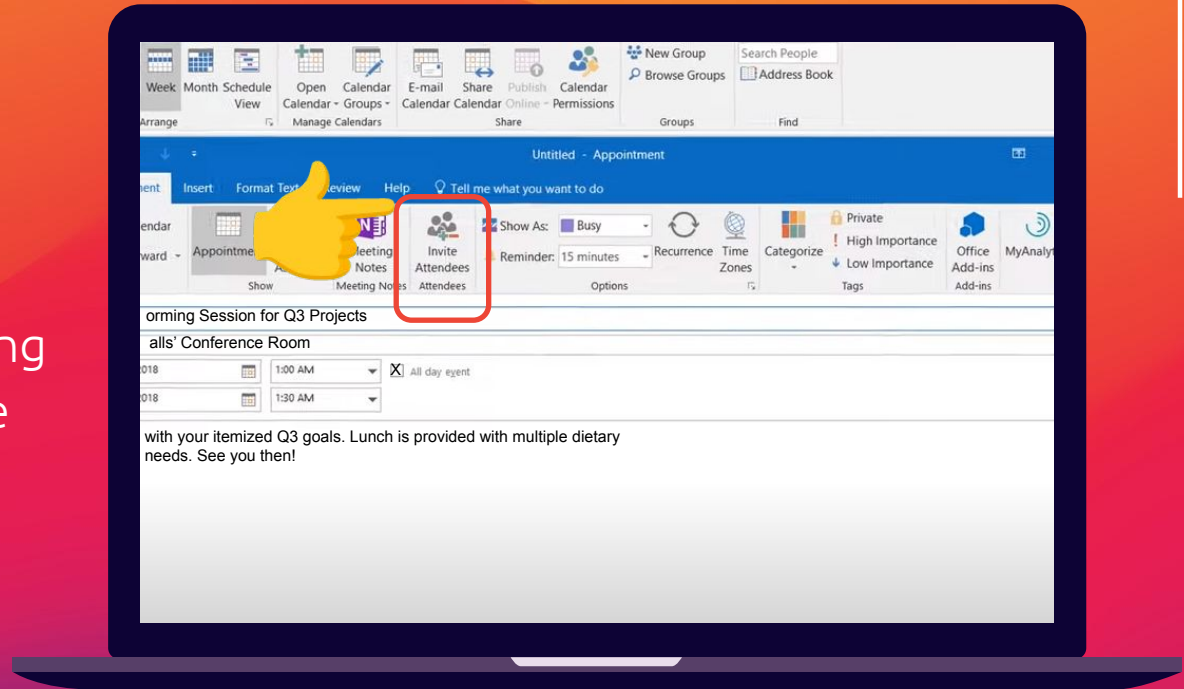 New Group
Search People
Week Month Schedule View
Open Calendar
Calendar Groups
E-mail Calendar
Share Calendar
Publish Online
Calendar Permissions
Browse Groups
Address Book
Arrange
Manage Calendars
Share
Groups
Find
Untitled - Appointment
Insert
Format Text
Help
Tell me what you want to do
Show As:
Busy
Private
High Importance
Low Importance
Invite Attendees
Reminder:
15 minutes
Recurrence
Time Zones
Categorize
Office Add-ins
Notes
Show
Attendees
Options
Tags
Add-ins
orming Session for Q3 Projects
alls' Conference Room
1:00 AM
X All day event
1:30 AM
with your itemized Q3 goals. Lunch is provided with multiple dietary
needs. See you then!